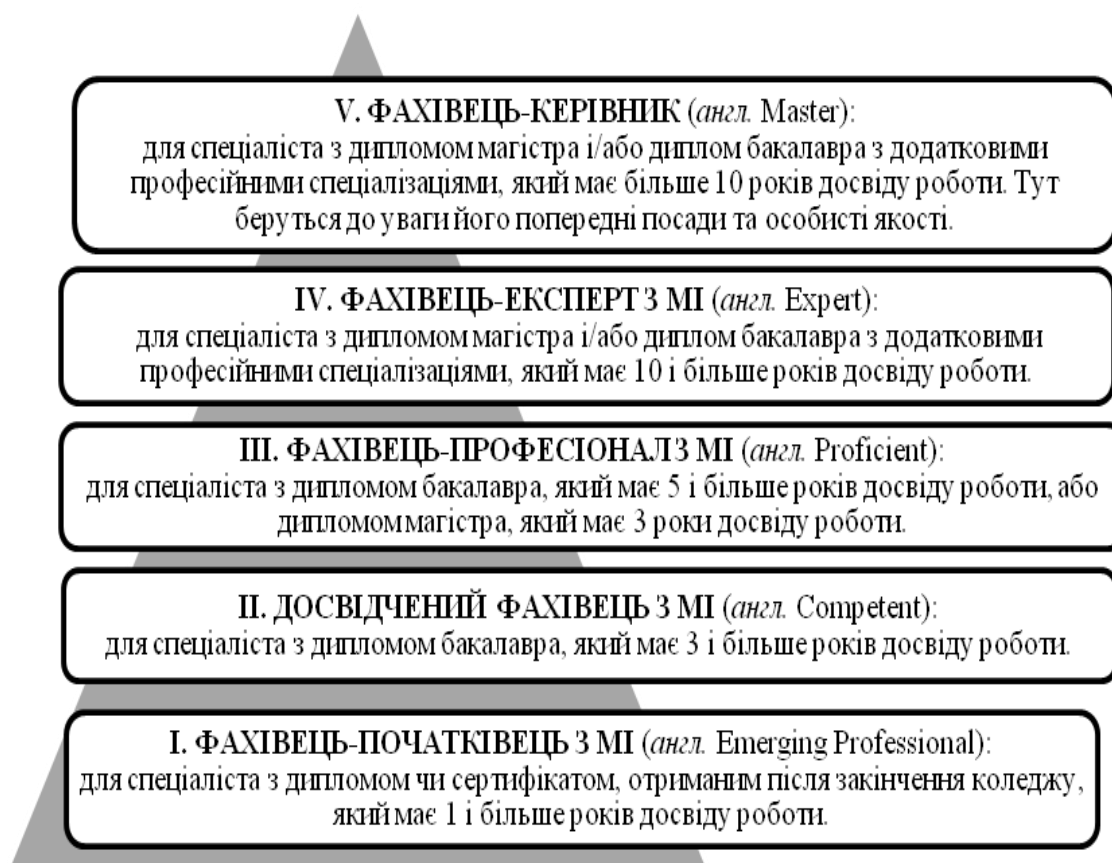 V. ФАХІВЕЦЬ-КЕРІВНИК (англ. Master):
для спеціаліста з дипломом магістра і/або диплом бакалавра з додатковими
професійними спеціалізаціями, який має більше 10 років досвіду роботи. Тут
беруться до уваги його попередні посади та особисті якості.
IV. ФАХІВЕЦЬ-ЕКСПЕРТ З МІ (англ. Expert):
для спеціаліста з дипломом магістра і/або диплом бакалавра з додатковими
професійними спеціалізаціями, який має 10 і більше років досвіду роботи.
III. ФАХІВЕЦЬ-ПРОФЕСІОНАЛ З МІ (англ. Proficient):
для спеціаліста з дипломом бакалавра, який має 5 і більше років досвіду роботи, або
дипломом магістра, який має 3 роки досвіду роботи.
II. ДОСВІДЧЕНИЙ ФАХІВЕЦЬ З МІ (англ. Competent):
для спеціаліста з дипломом бакалавра, який має 3 і більше років досвіду роботи.
I. ФАХІВЕЦЬ-ПОЧАТКІВЕЦЬ З МІ (англ. Emerging Professional):
для спеціаліста з дипломом чи сертифікатом, отриманим після закінчення коледжу,
який має 1 і більше років досвіду роботи.